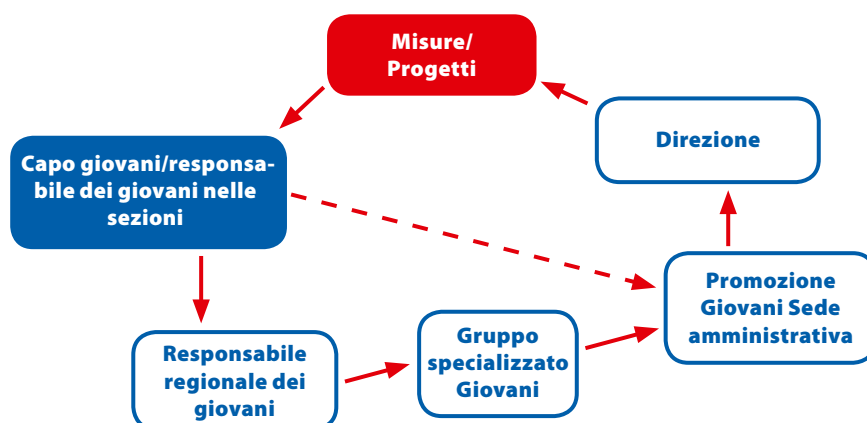 Misure/
Progetti
Direzione
Capo giovani/responsa-
bile dei giovani nelle
sezioni
Promozione
Giovani Sede
amministrativa
Gruppo
specializzato
Giovani
Responsabile
regionale dei
giovani